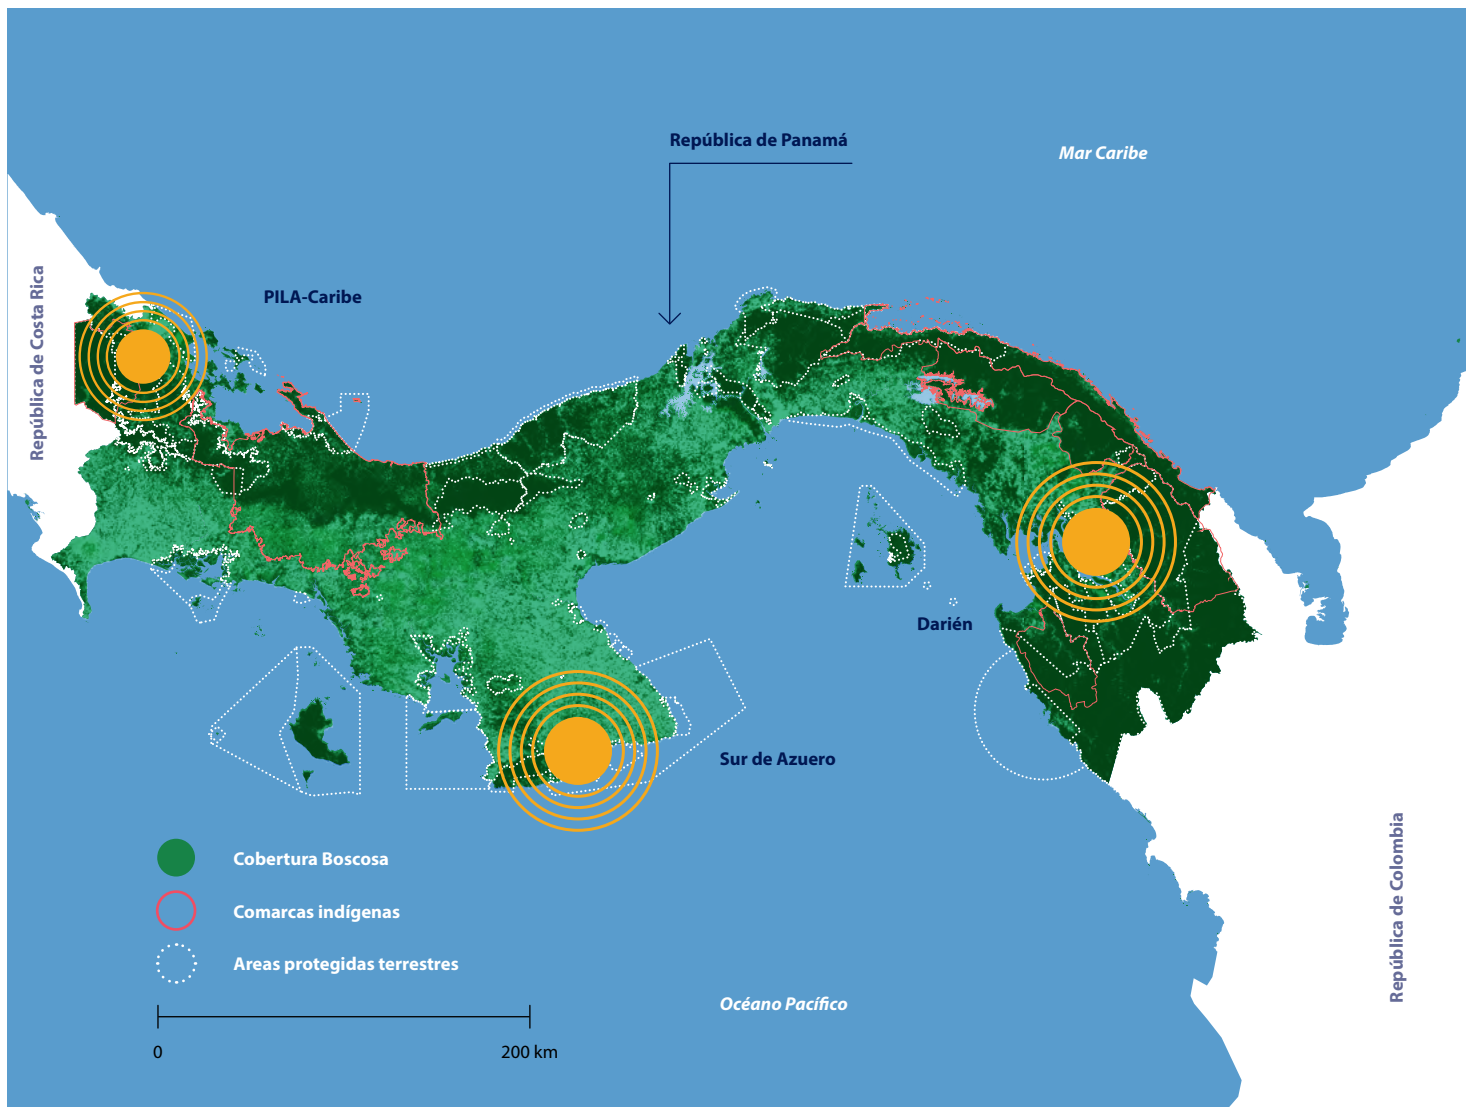 República de Panamá
Mar Caribe
República de Costa Rica
PILA-Caribe
Darién
Sur de Azuero
República de Colombia
Cobertura Boscosa
Comarcas indígenas
Areas protegidas terrestres
Océano Pacífico
0
200 km